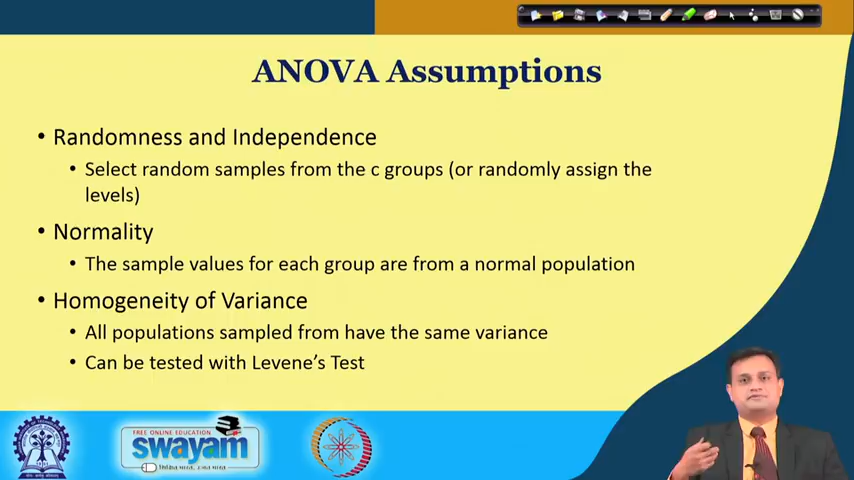 ANOVA Assumptions
• Randomness and Independence
• Select random samples from the c groups (or randomly assign the
levels)
• Normality
• The sample values for each group are from a normal population
• Homogeneity of Variance
• All populations sampled from have the same variance
• Can be tested with Levene's Test
FREE ONLINE EDUCATION
swayam